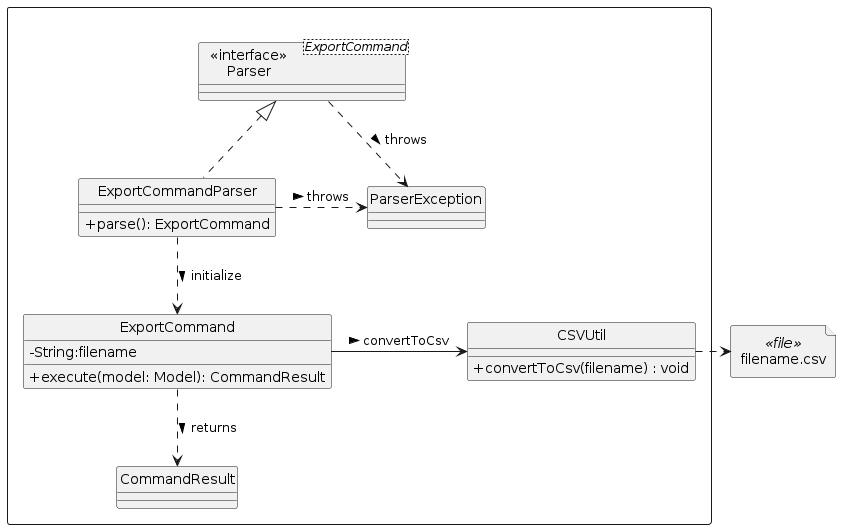 «interface»
Parser
ExportCommand
throws
ExportCommandParser
+parse(): ExportCommand
throws
ParserException
initialize
ExportCommand
-String:filename
+execute(model: Model): CommandResult
convertToCsv
CSVUtil
+convertToCsv(filename) : void
«file»
filename.csv
returns
CommandResult